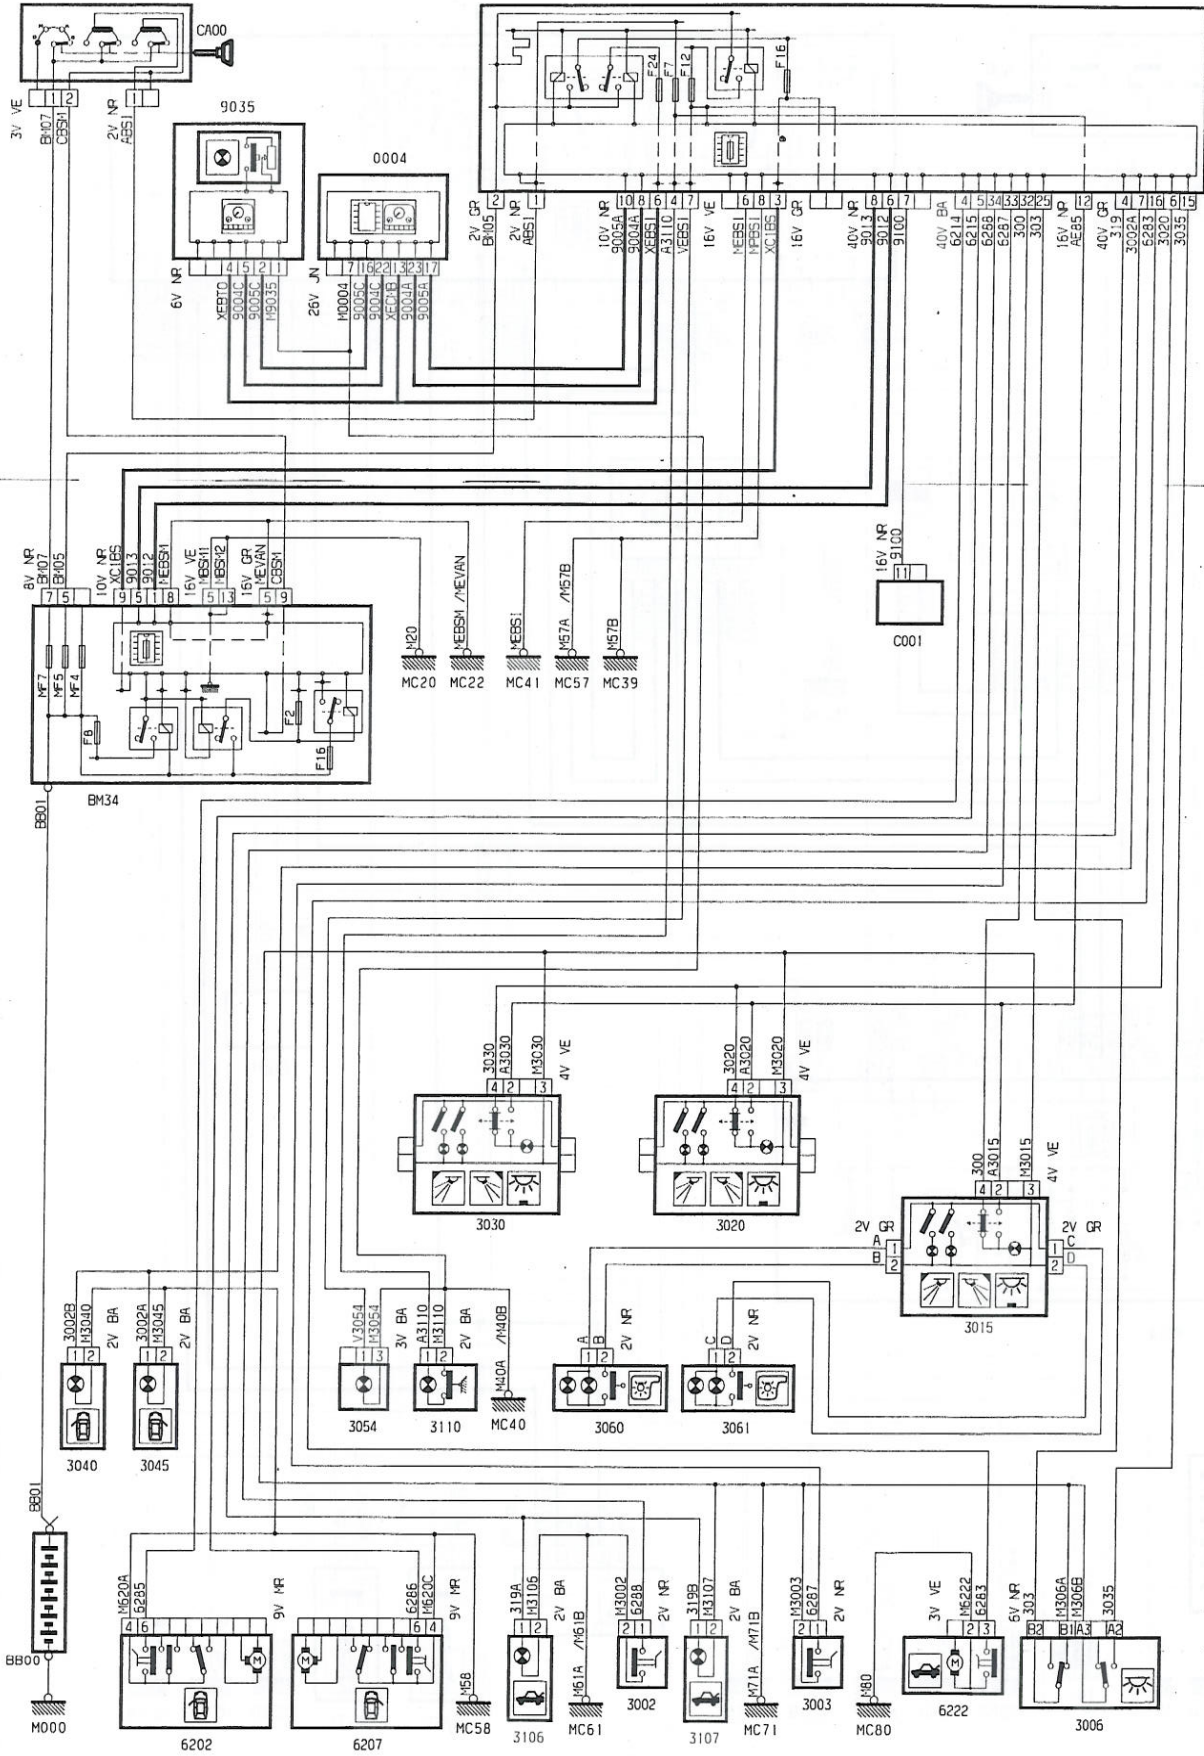 CA00
1 2
1
3V VE
BM07
CBSM
2V NR
ABS1
9035
0004
F24
F7
F12
F16
4 5 2 1
6V NR
XEBTO
9004C
9005C
M9035
7 16 22 13 23 17
26V JN
M0004
9005C
9004C
XECMB
9004A
9005A
2
2V GR
BM05
1
2V NR
ABS1
10 8 6 4 7
10V NR
9005A
9004A
XEBS1
A3110
VEBS1
6 8 3
16V VE
MEBS1
MPBS1
XC1BS
16V GR
8 6 7
40V NR
9013
9012
9100
4 5 34 33 32 25
40V BA
6214
6215
6288
6287
300
303
12
16V NR
AE85
4 7 16 6 15
40V GR
319
3002A
6283
3020
3035
8V NR
BM07
BM05
7 5
10V NR
XC1BS
9013
9012
MEBSM
9 5 1 8
16V VE
MBSM1
MBSM2
5 13
16V GR
MEVAN
CBSM
5 9
MF7
MF5
MF4
F8
F2
F16
BM34
BB01
M20
MC20
MEBSM /MEVAN
MC22
MEBS1
MC41
M57A /M57B
MC57
M57B
MC39
16V NR
9100
11
C001
3030
A3030
M3030
4V VE
4 2 3
3030
3020
A3020
M3020
4V VE
4 2 3
3020
300
A3015
M3015
4V VE
4 2 3
2V GR
A
B
1
2
2V GR
C
D
1
2
3015
3002B
M3040
2V BA
1 2
3040
3002A
M3045
2V BA
1 2
3045
V3054
M3054
3V BA
1 3
3054
A3110
M3110
2V BA
1 2
3110
M40A /M40B
MC40
A
B
2V NR
1 2
3060
C
D
2V NR
1 2
3061
BB01
BB00
M000
M620A
6285
9V MR
4 6
M
6202
6286
M620C
9V MR
6 4
M
6207
M58
MC58
319A
M3106
2V BA
1 2
3106
M61A /M61B
MC61
M3002
6288
2V NR
2 1
3002
319B
M3107
2V BA
1 2
3107
M71A /M71B
MC71
M3003
6287
2V NR
2 1
3003
M80
MC80
3V VE
M6222
6283
2 3
M
6222
6V NR
303
M306A
M306B
3035
B2 B1 A3 A2
3006